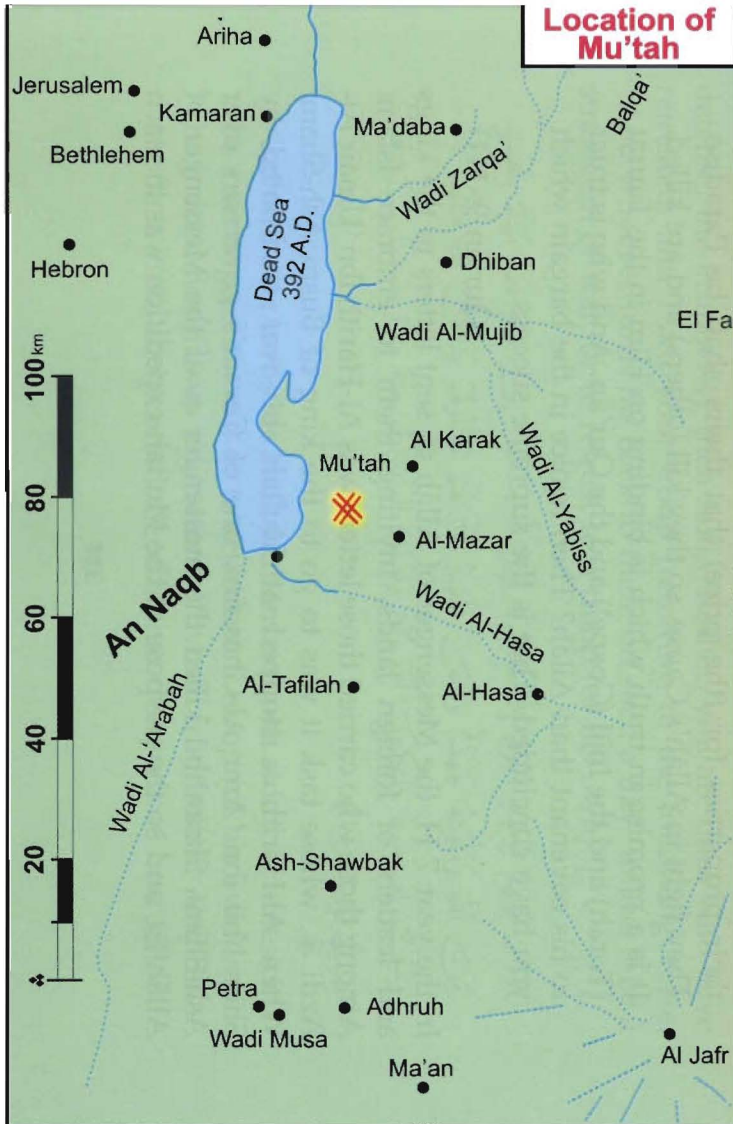 Location of
Mu'tah
Ariha
Jerusalem
Kamaran
Bethlehem
Ma'daba
Balqa'
Wadi Zarqa'
Dead Sea
392 A.D.
Hebron
Dhiban
El Fa
Wadi Al-Mujib
100 km
Al Karak
Mu'tah
Wadi Al-Yabiss
80
Al-Mazar
An Naqb
60
Wadi Al-Hasa
Al-Tafilah
Al-Hasa
40
Wadi Al-'Arabah
20
Ash-Shawbak
Petra
Adhruh
Wadi Musa
Al Jafr
Ma'an